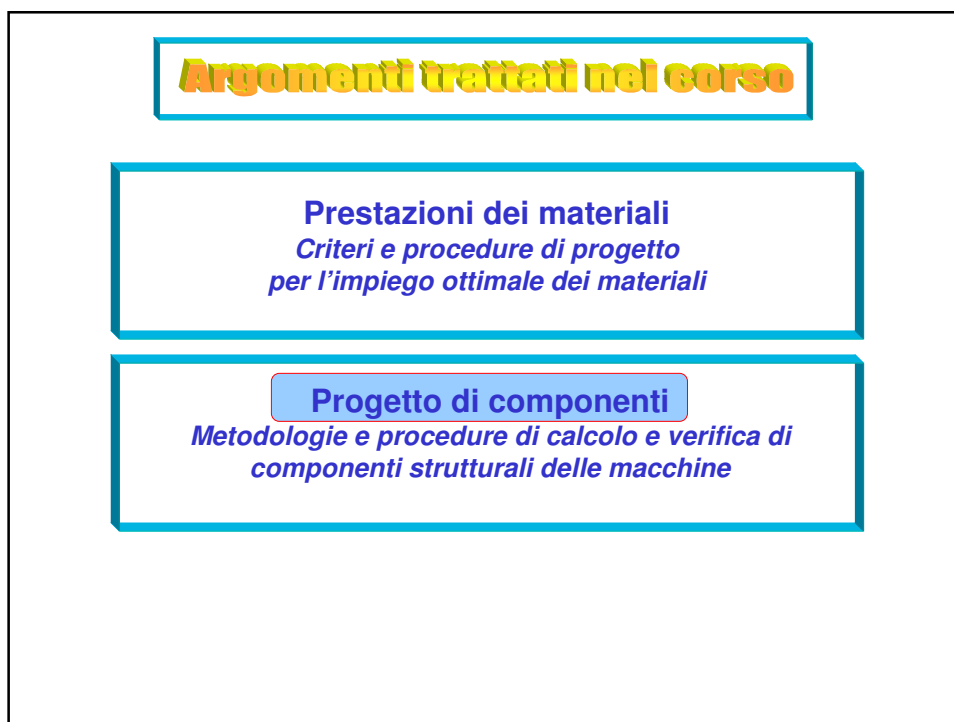 Argomenti trattati nel corso
Prestazioni dei materiali
Criteri e procedure di progetto
per l'impiego ottimale dei materiali
Progetto di componenti
Metodologie e procedure di calcolo e verifica di
componenti strutturali delle macchine